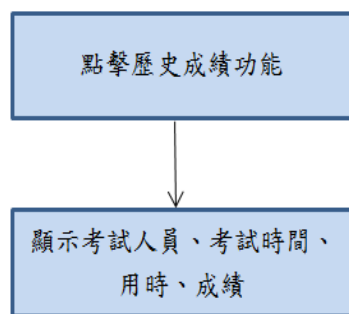 點擊歷史成績功能
顯示考試人員、考試時間、
用時、成績